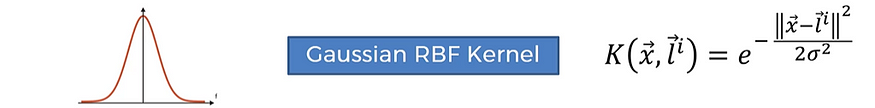 Gaussian RBF Kernel
K(x⃗, l⃗ⁱ) = e^(-‖x⃗−l⃗ⁱ‖² / 2σ²)